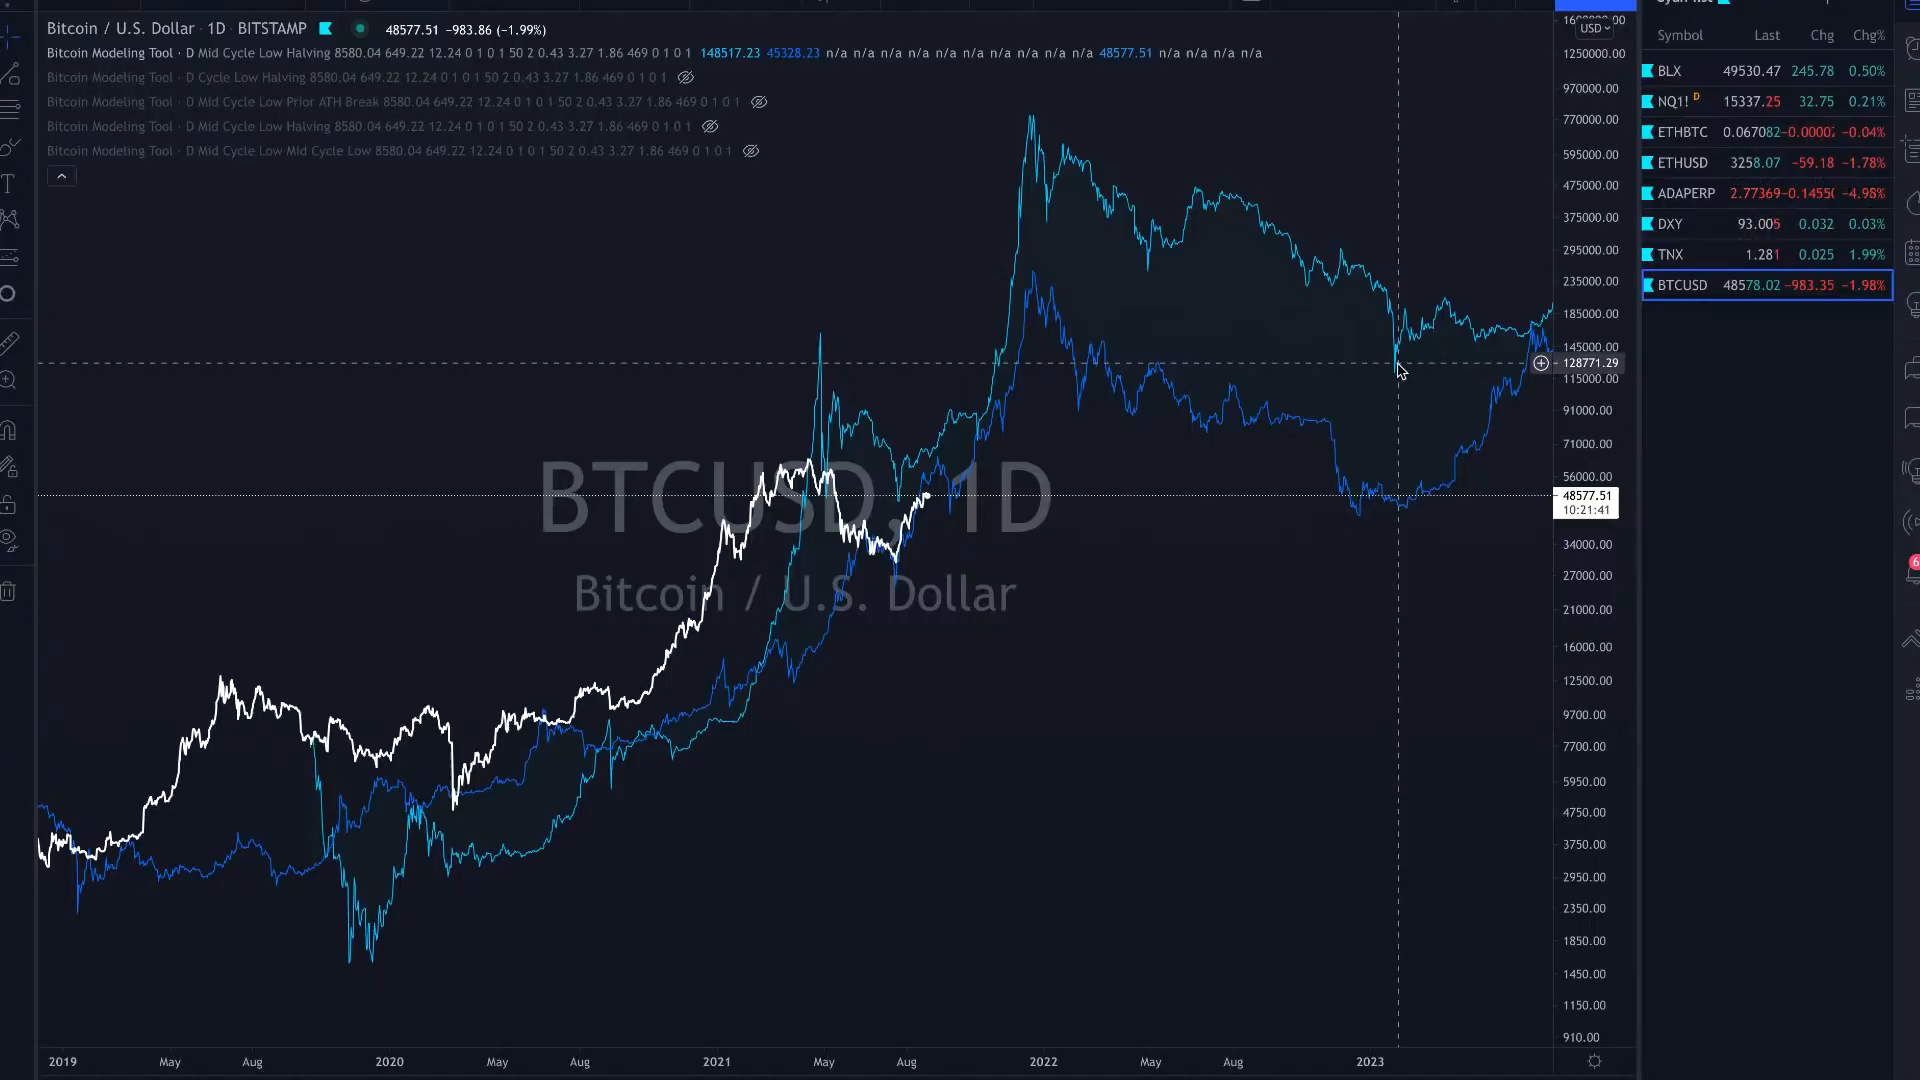 Bitcoin / U.S. Dollar · 1D · BITSTAMP 48577.51 −983.86 (−1.99%)
Bitcoin Modeling Tool · D Mid Cycle Low Halving 8580.04 649.22 12.24 0 1 0 1 50 2 0.43 3.27 1.86 469 0 1 0 1 148517.23 45328.23 n/a n/a n/a n/a n/a n/a n/a n/a n/a n/a n/a 48577.51 n/a n/a n/a n/a
Bitcoin Modeling Tool · D Cycle Low Halving 8580.04 649.22 12.24 0 1 0 1 50 2 0.43 3.27 1.86 469 0 1 0 1
Bitcoin Modeling Tool · D Mid Cycle Low Prior ATH Break 8580.04 649.22 12.24 0 1 0 1 50 2 0.43 3.27 1.86 469 0 1 0 1
Bitcoin Modeling Tool · D Mid Cycle Low Halving 8580.04 649.22 12.24 0 1 0 1 50 2 0.43 3.27 1.86 469 0 1 0 1
Bitcoin Modeling Tool · D Mid Cycle Low Mid Cycle Low 8580.04 649.22 12.24 0 1 0 1 50 2 0.43 3.27 1.86 469 0 1 0 1
BTCUSD, 1D
Bitcoin / U.S. Dollar
USD
1250000.00
970000.00
770000.00
595000.00
475000.00
375000.00
295000.00
235000.00
185000.00
145000.00
128771.29
115000.00
91000.00
71000.00
56000.00
48577.51
10:21:41
34000.00
27000.00
21000.00
16000.00
12500.00
9700.00
7700.00
5950.00
4750.00
3750.00
2950.00
2350.00
1850.00
1450.00
1150.00
910.00
2019 May Aug 2020 May Aug 2021 May Aug 2022 May Aug 2023
Symbol Last Chg Chg%
BLX 49530.47 245.78 0.50%
NQ1! D 15337.25 32.75 0.21%
ETHBTC 0.067082 −0.00002 −0.04%
ETHUSD 3258.07 −59.18 −1.78%
ADAPERP 2.77369 −0.1455 −4.98%
DXY 93.005 0.032 0.03%
TNX 1.281 0.025 1.99%
BTCUSD 48578.02 −983.35 −1.98%
6